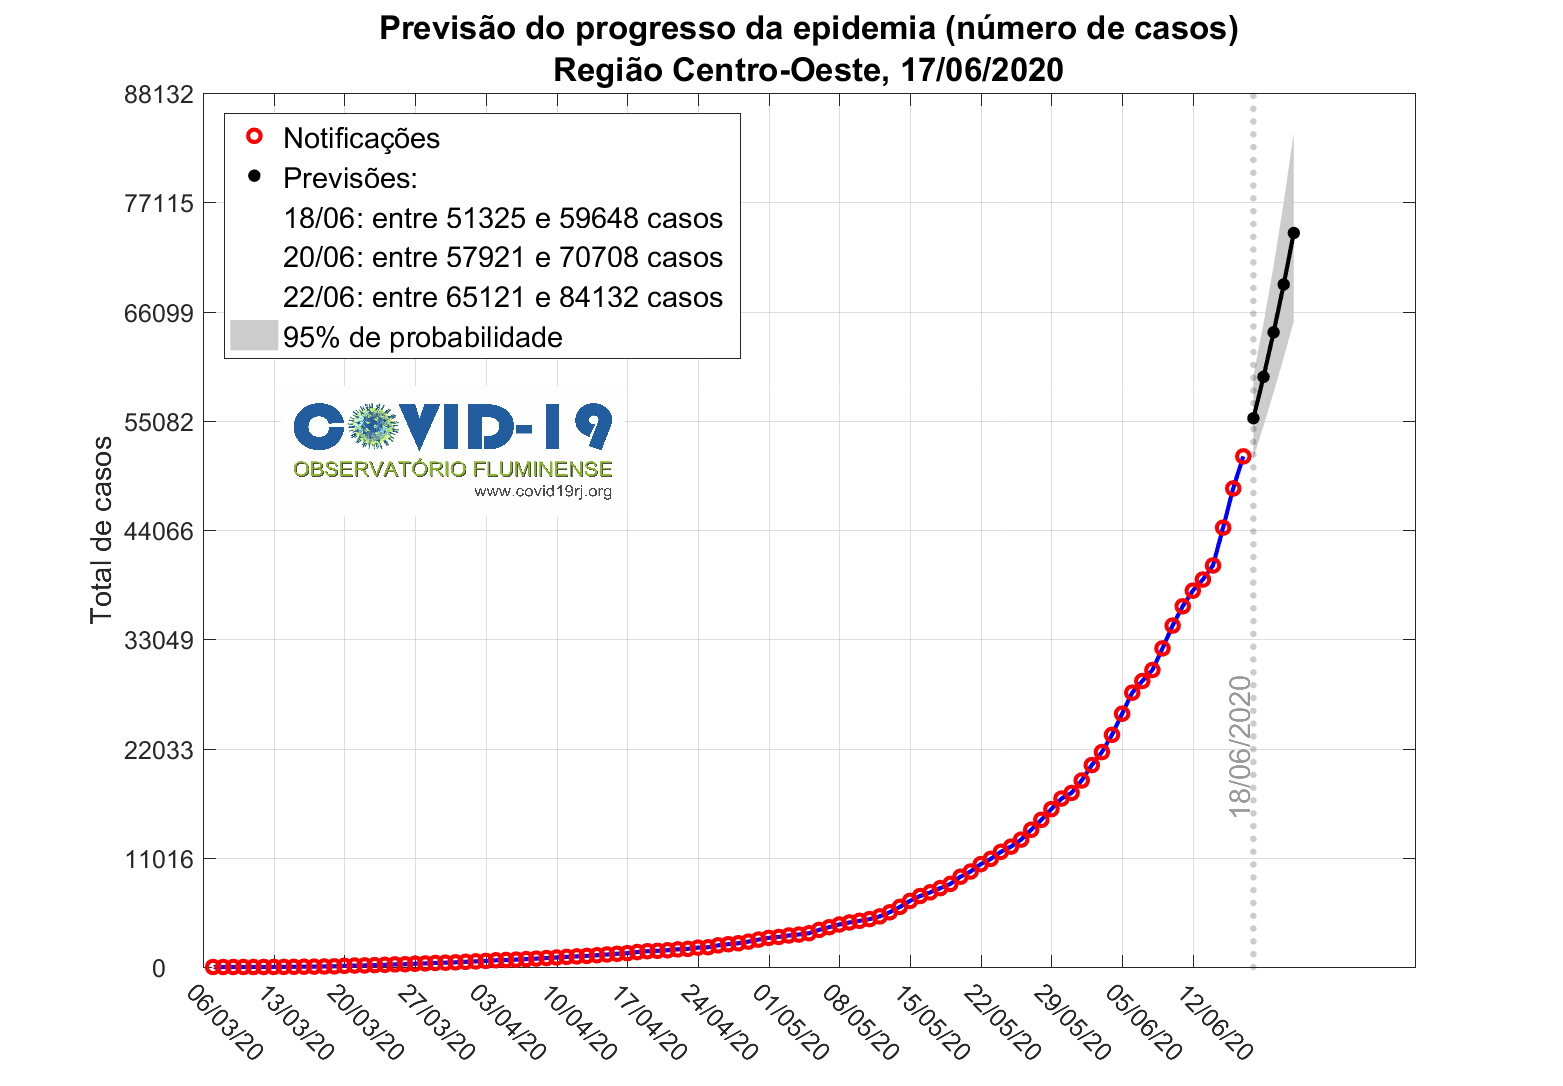 Previsão do progresso da epidemia (número de casos)
Região Centro-Oeste, 17/06/2020
88132
77115
66099
55082
44066
33049
22033
11016
0
Total de casos
Notificações
Previsões:
18/06: entre 51325 e 59648 casos
20/06: entre 57921 e 70708 casos
22/06: entre 65121 e 84132 casos
95% de probabilidade
COVID-19
OBSERVATÓRIO FLUMINENSE
www.covid19rj.org
18/06/2020
06/03/20
13/03/20
20/03/20
27/03/20
03/04/20
10/04/20
17/04/20
24/04/20
01/05/20
08/05/20
15/05/20
22/05/20
29/05/20
05/06/20
12/06/20